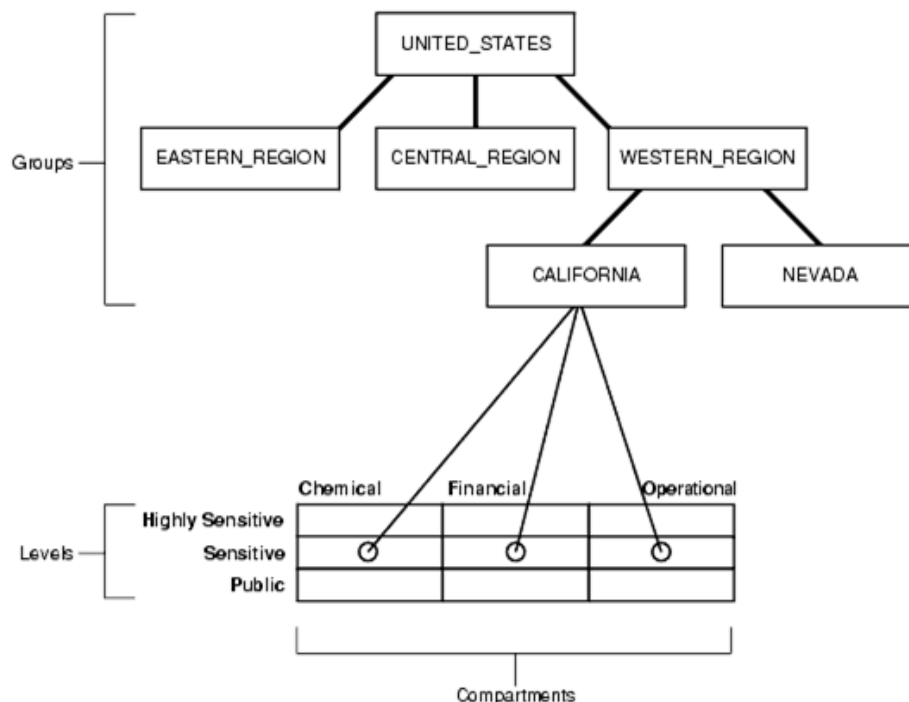 UNITED_STATES
EASTERN_REGION
CENTRAL_REGION
WESTERN_REGION
Groups
CALIFORNIA
NEVADA
Chemical
Financial
Operational
Highly Sensitive
Levels
Sensitive
Public
Compartments